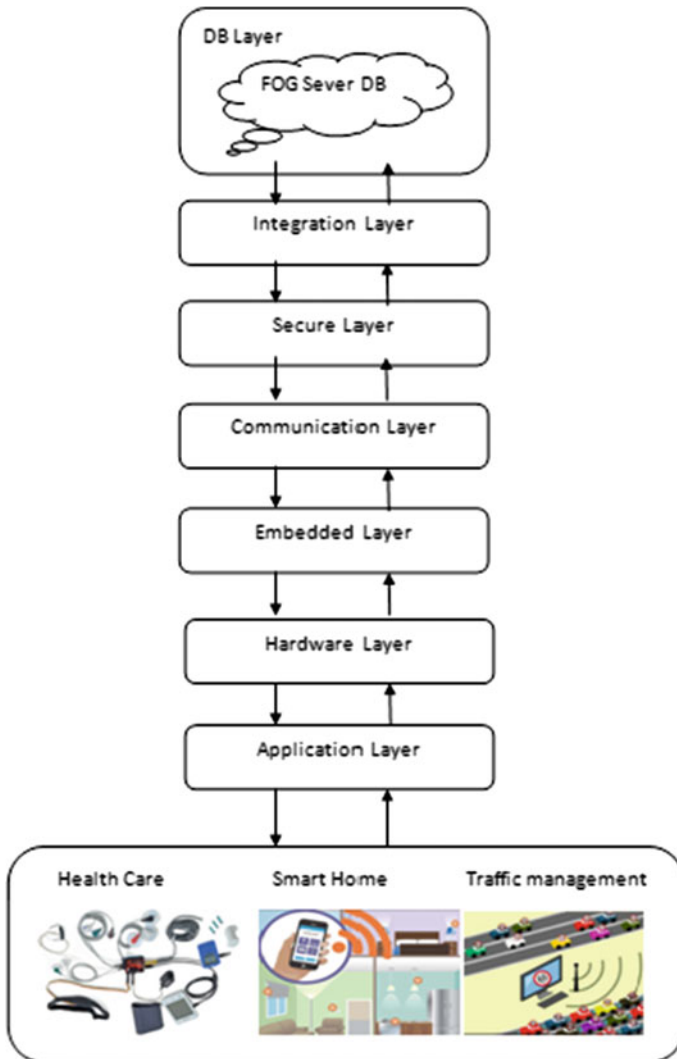 DB Layer
FOG Sever DB
Integration Layer
Secure Layer
Communication Layer
Embedded Layer
Hardware Layer
Application Layer
Health Care
Smart Home
Traffic management